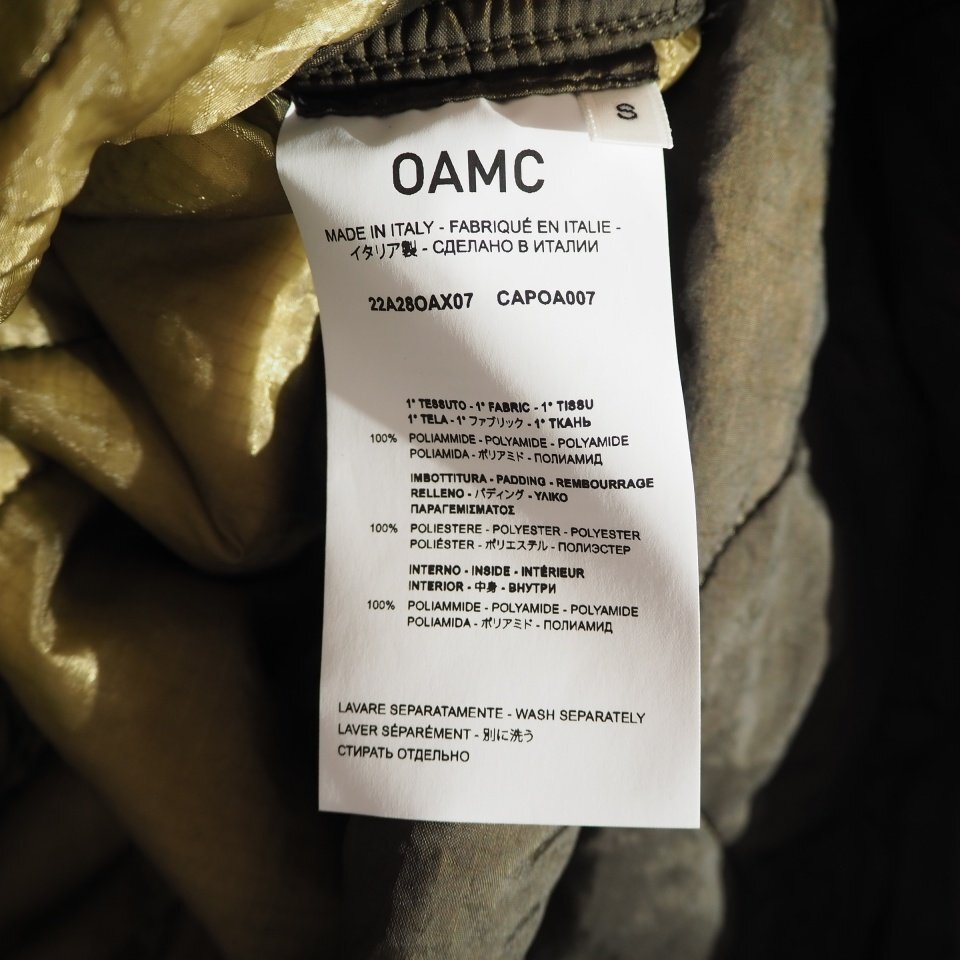 S
OAMC
MADE IN ITALY - FABRIQUÉ EN ITALIE -
イタリア製 - СДЕЛАНО В ИТАЛИИ
22A28OAX07 CAPOA007
1° TESSUTO - 1° FABRIC - 1° TISSU
1° TELA - 1° ファブリック - 1° ТКАНЬ
100% POLIAMMIDE - POLYAMIDE - POLYAMIDE
POLIAMIDA - ポリアミド - ПОЛИАМИД
IMBOTTITURA - PADDING - REMBOURRAGE
RELLENO - パディング - ΥΛΙΚΟ
ΠΑΡΑΓΕΜΙΣΜΑΤΟΣ
100% POLIESTERE - POLYESTER - POLYESTER
POLIÉSTER - ポリエステル - ПОЛИЭСТЕР
INTERNO - INSIDE - INTÉRIEUR
INTERIOR - 中身 - ВНУТРИ
100% POLIAMMIDE - POLYAMIDE - POLYAMIDE
POLIAMIDA - ポリアミド - ПОЛИАМИД
LAVARE SEPARATAMENTE - WASH SEPARATELY
LAVER SÉPARÉMENT - 別に洗う
СТИРАТЬ ОТДЕЛЬНО